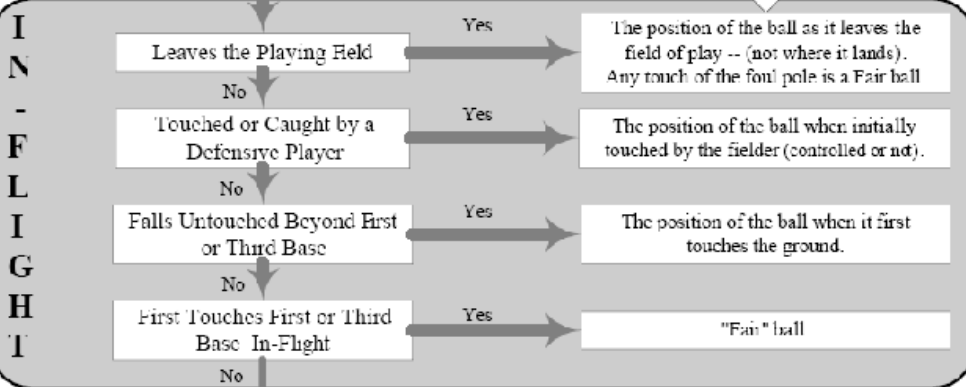 IN-FLIGHT
Leaves the Playing Field
Yes
The position of the ball as it leaves the
field of play -- (not where it lands).
Any touch of the foul pole is a Fair ball
No
Touched or Caught by a
Defensive Player
Yes
The position of the ball when initially
touched by the fielder (controlled or not).
No
Falls Untouched Beyond First
or Third Base
Yes
The position of the ball when it first
touches the ground.
No
First Touches First or Third
Base In-Flight
Yes
"Fair" ball
No